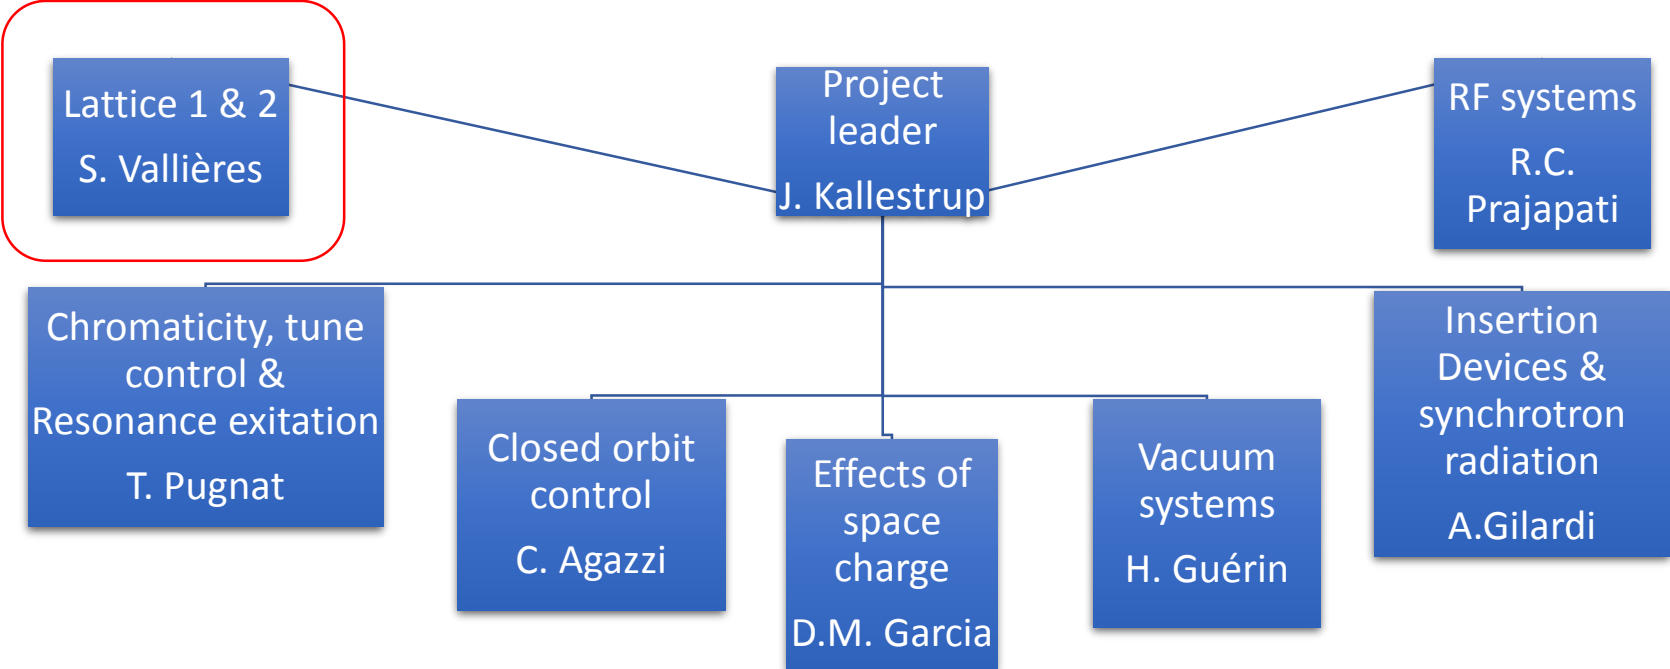 Lattice 1 & 2
S. Vallières
Project
leader
J. Kallestrup
RF systems
R.C.
Prajapati
Chromaticity, tune
control &
Resonance exitation
T. Pugnat
Closed orbit
control
C. Agazzi
Effects of
space
charge
D.M. Garcia
Vacuum
systems
H. Guérin
Insertion
Devices &
synchrotron
radiation
A.Gilardi